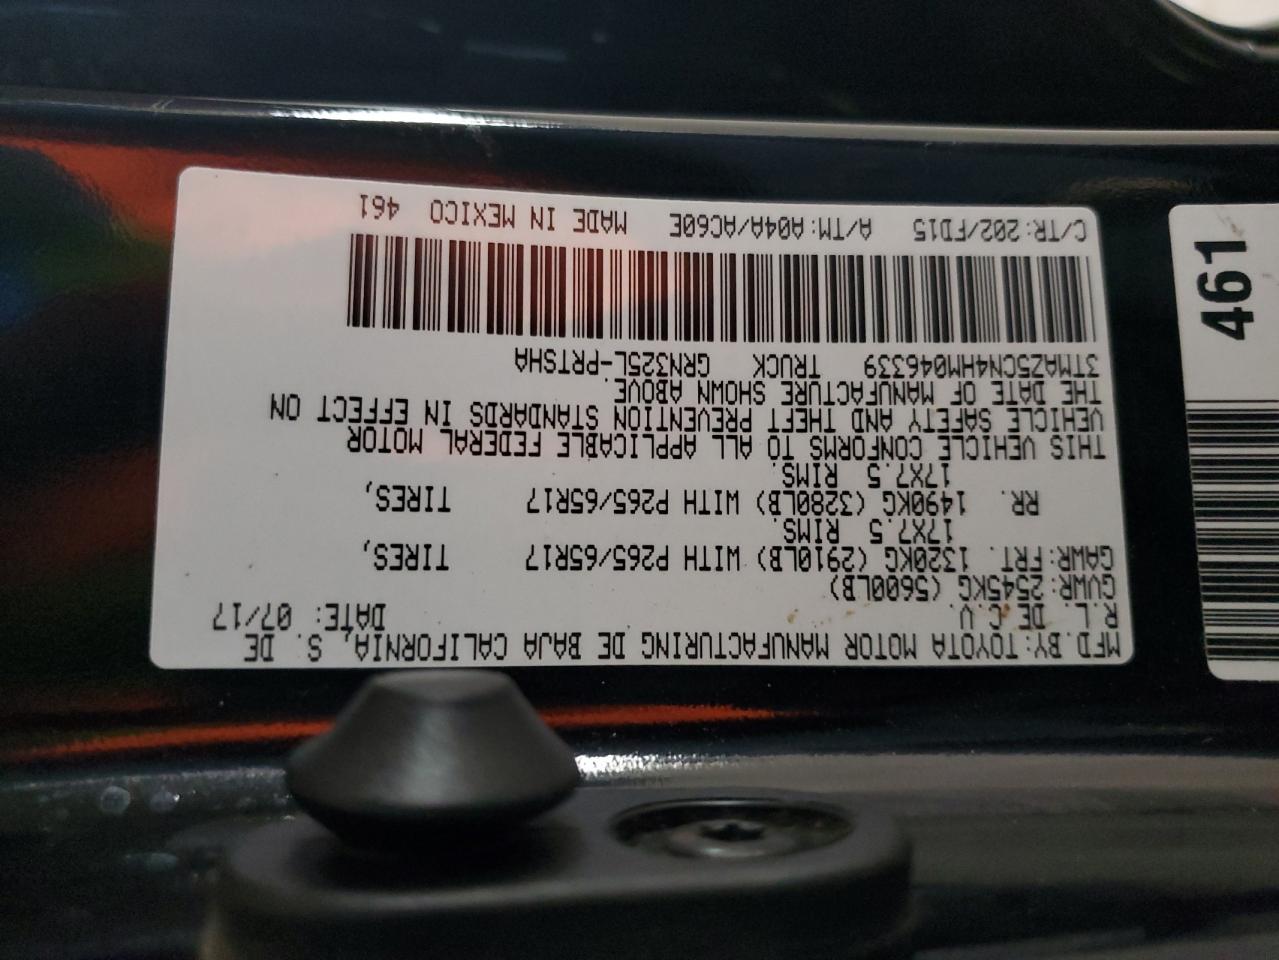 MFD.BY:TOYOTA MOTOR MANUFACTURING DE BAJA CALIFORNIA, S. DE
R.L. DE C.V. DATE: 07/17
GVWR:2545KG (5600LB)
GAWR:FRT. 1320KG (2910LB) WITH P265/65R17 TIRES,
17X7.5 RIMS.
RR. 1490KG (3280LB) WITH P265/65R17 TIRES,
17X7.5 RIMS.
THIS VEHICLE CONFORMS TO ALL APPLICABLE FEDERAL MOTOR
VEHICLE SAFETY AND THEFT PREVENTION STANDARDS IN EFFECT ON
THE DATE OF MANUFACTURE SHOWN ABOVE.
3TMAZ5CN4HM046339 TRUCK GRN325L-PRTSHA
C/TR:202/FD15 A/TM:A04A/AC60E MADE IN MEXICO 461
461